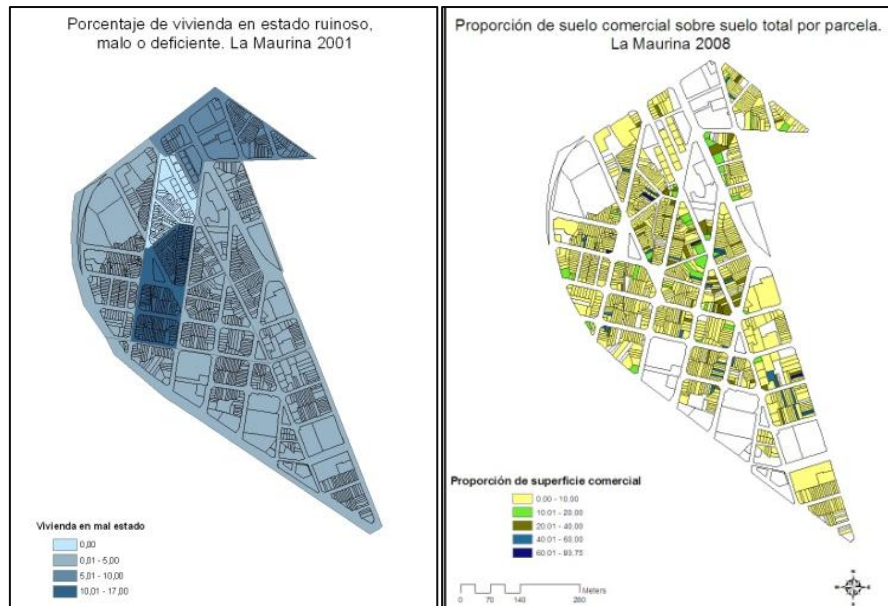 Porcentaje de vivienda en estado ruinoso,
malo o deficiente. La Maurina 2001
Vivienda en mal estado
0,00
0,01 - 5,00
5,01 - 10,00
10,01 - 17,00
Proporción de suelo comercial sobre suelo total por parcela.
La Maurina 2008
Proporción de superficie comercial
0.00 - 10,00
10.01 - 20.00
20.01 - 40,00
40.01 - 60.00
60.01 - 83.75
Meters
0 70 140 280